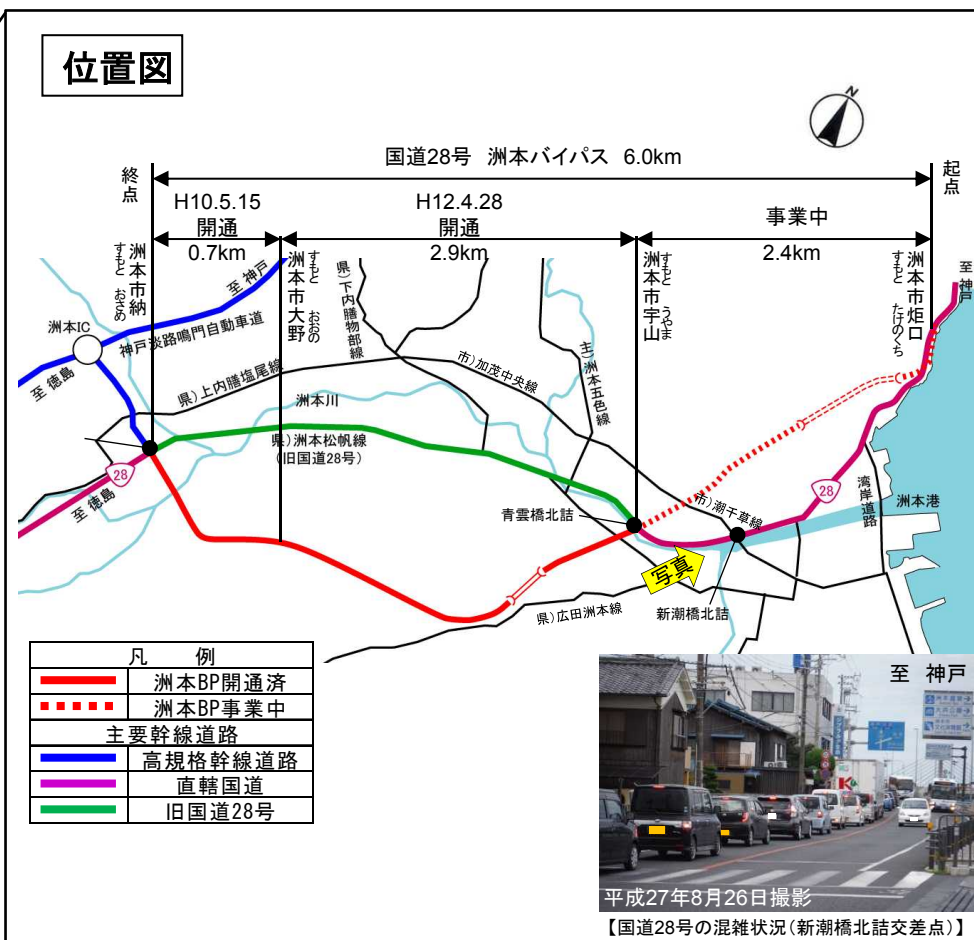 位置図
N
国道28号 洲本バイパス 6.0km
終点
起点
H10.5.15
開通
0.7km
H12.4.28
開通
2.9km
事業中
2.4km
洲本市納
すもと おさめ
洲本市大野
すもと おおの
洲本市宇山
すもと うやま
洲本市炬口
すもと たけのくち
至 神戸
至 神戸
洲本IC
神戸淡路鳴門自動車道
至 徳島
県)上内膳塩尾線
県)下内膳物部線
市)加茂中央線
主)洲本五色線
洲本川
県)洲本松帆線
(旧国道28号)
28
至 徳島
青雲橋北詰
市)潮千草線
28
湾岸道路
洲本港
写真
新潮橋北詰
県)広田洲本線
凡 例
洲本BP開通済
洲本BP事業中
主要幹線道路
高規格幹線道路
直轄国道
旧国道28号
至 神戸
平成27年8月26日撮影
【国道28号の混雑状況(新潮橋北詰交差点)】